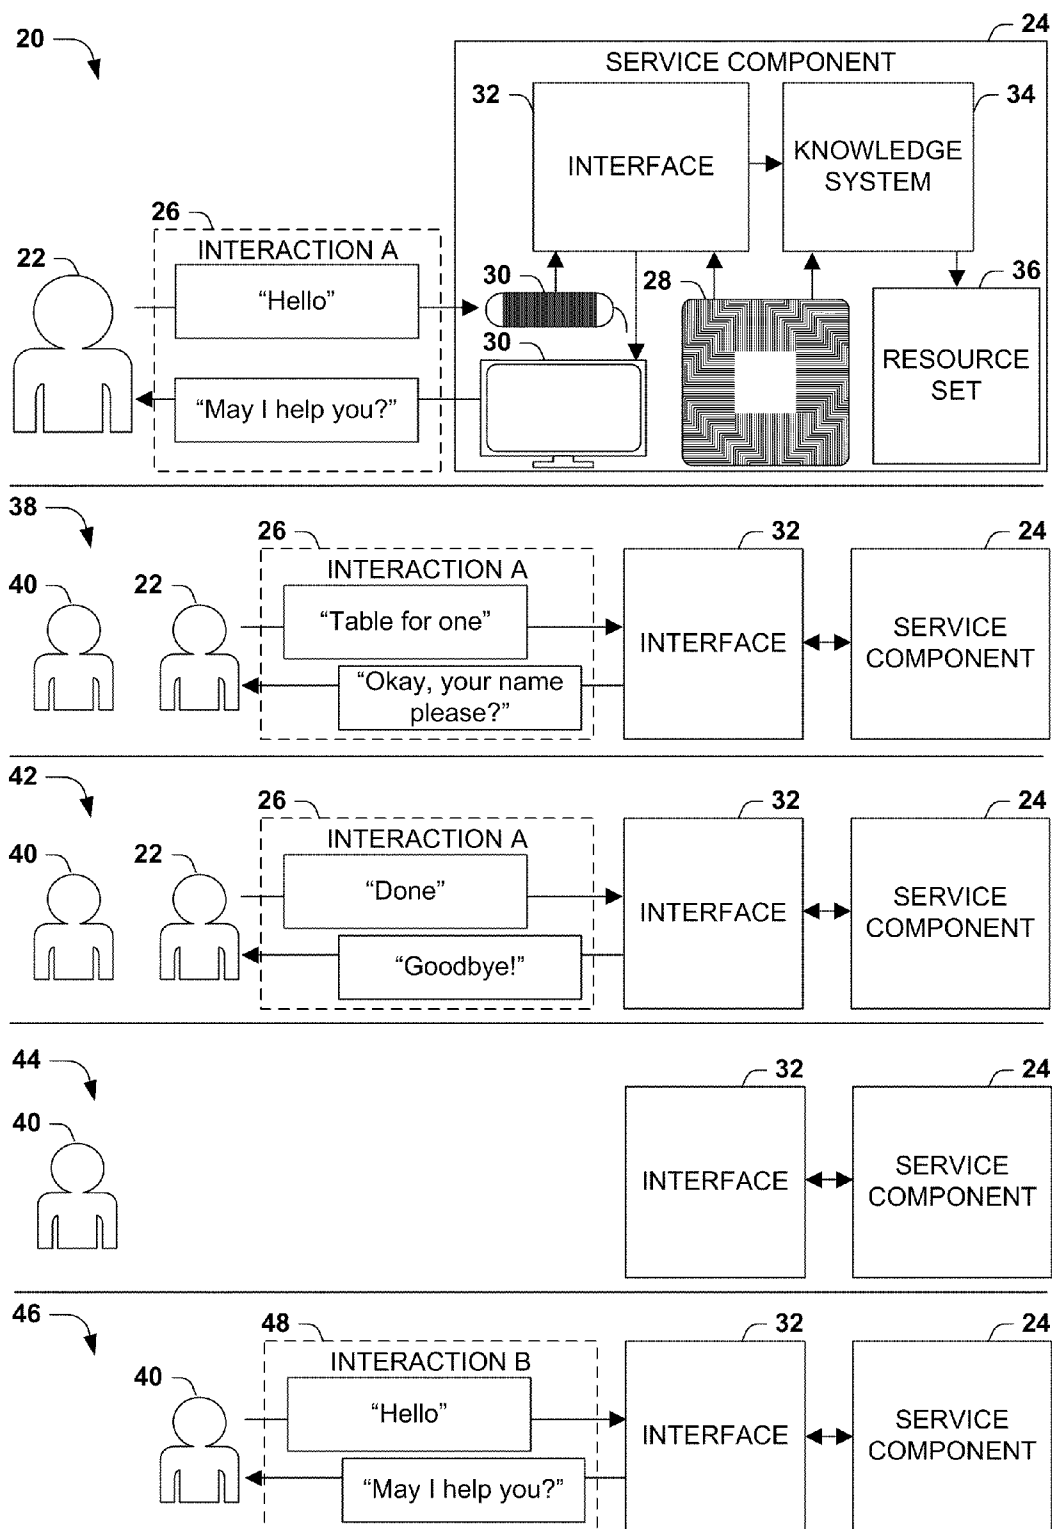 20
24
SERVICE COMPONENT
32
34
INTERFACE
KNOWLEDGE
SYSTEM
26
INTERACTION A
22
“Hello”
30
28
36
30
RESOURCE
SET
“May I help you?”
38
26
32
24
INTERACTION A
40
22
“Table for one”
INTERFACE
SERVICE
COMPONENT
“Okay, your name
please?”
42
26
32
24
INTERACTION A
40
22
“Done”
INTERFACE
SERVICE
COMPONENT
“Goodbye!”
44
32
24
40
INTERFACE
SERVICE
COMPONENT
46
48
32
24
INTERACTION B
40
“Hello”
INTERFACE
SERVICE
COMPONENT
“May I help you?”